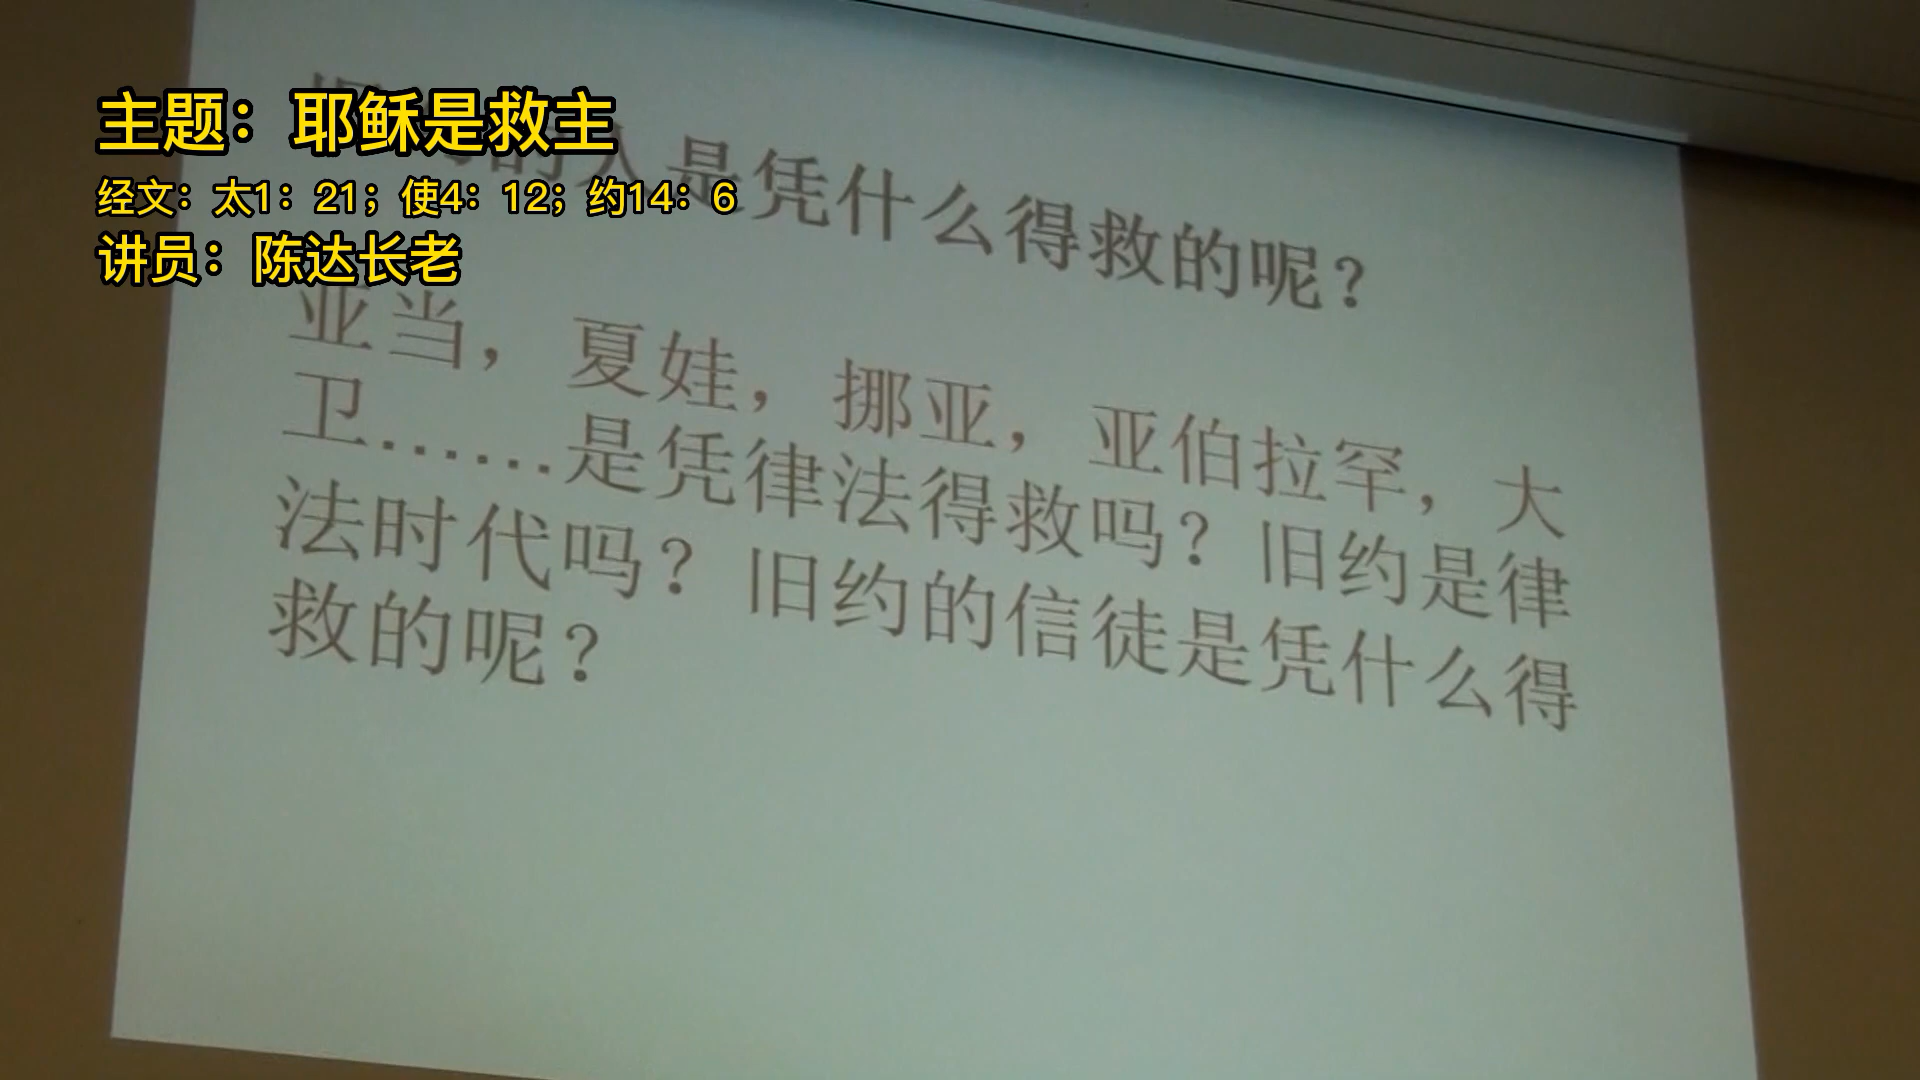 主题：耶稣是救主
经文：太1：21；使4：12；约14：6
讲员：陈达长老
的人是凭什么得救的呢？
亚当，夏娃，挪亚，亚伯拉罕，大
卫......是凭律法得救吗？旧约是律
法时代吗？旧约的信徒是凭什么得
救的呢？